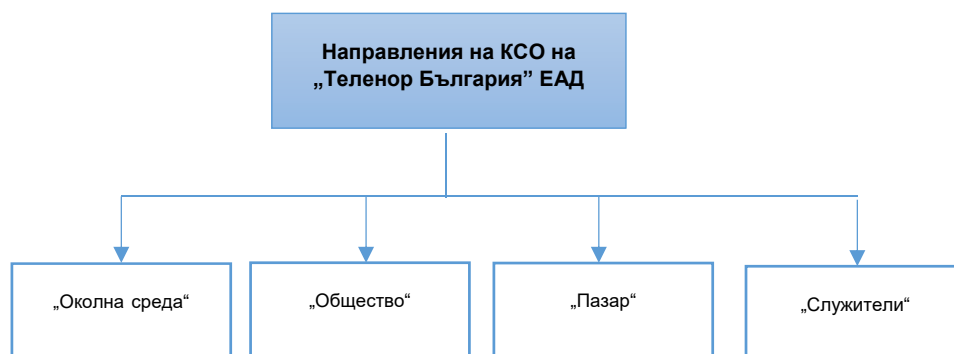 Направления на КСО на
„Теленор България” ЕАД
„Околна среда“
„Общество“
„Пазар“
„Служители“